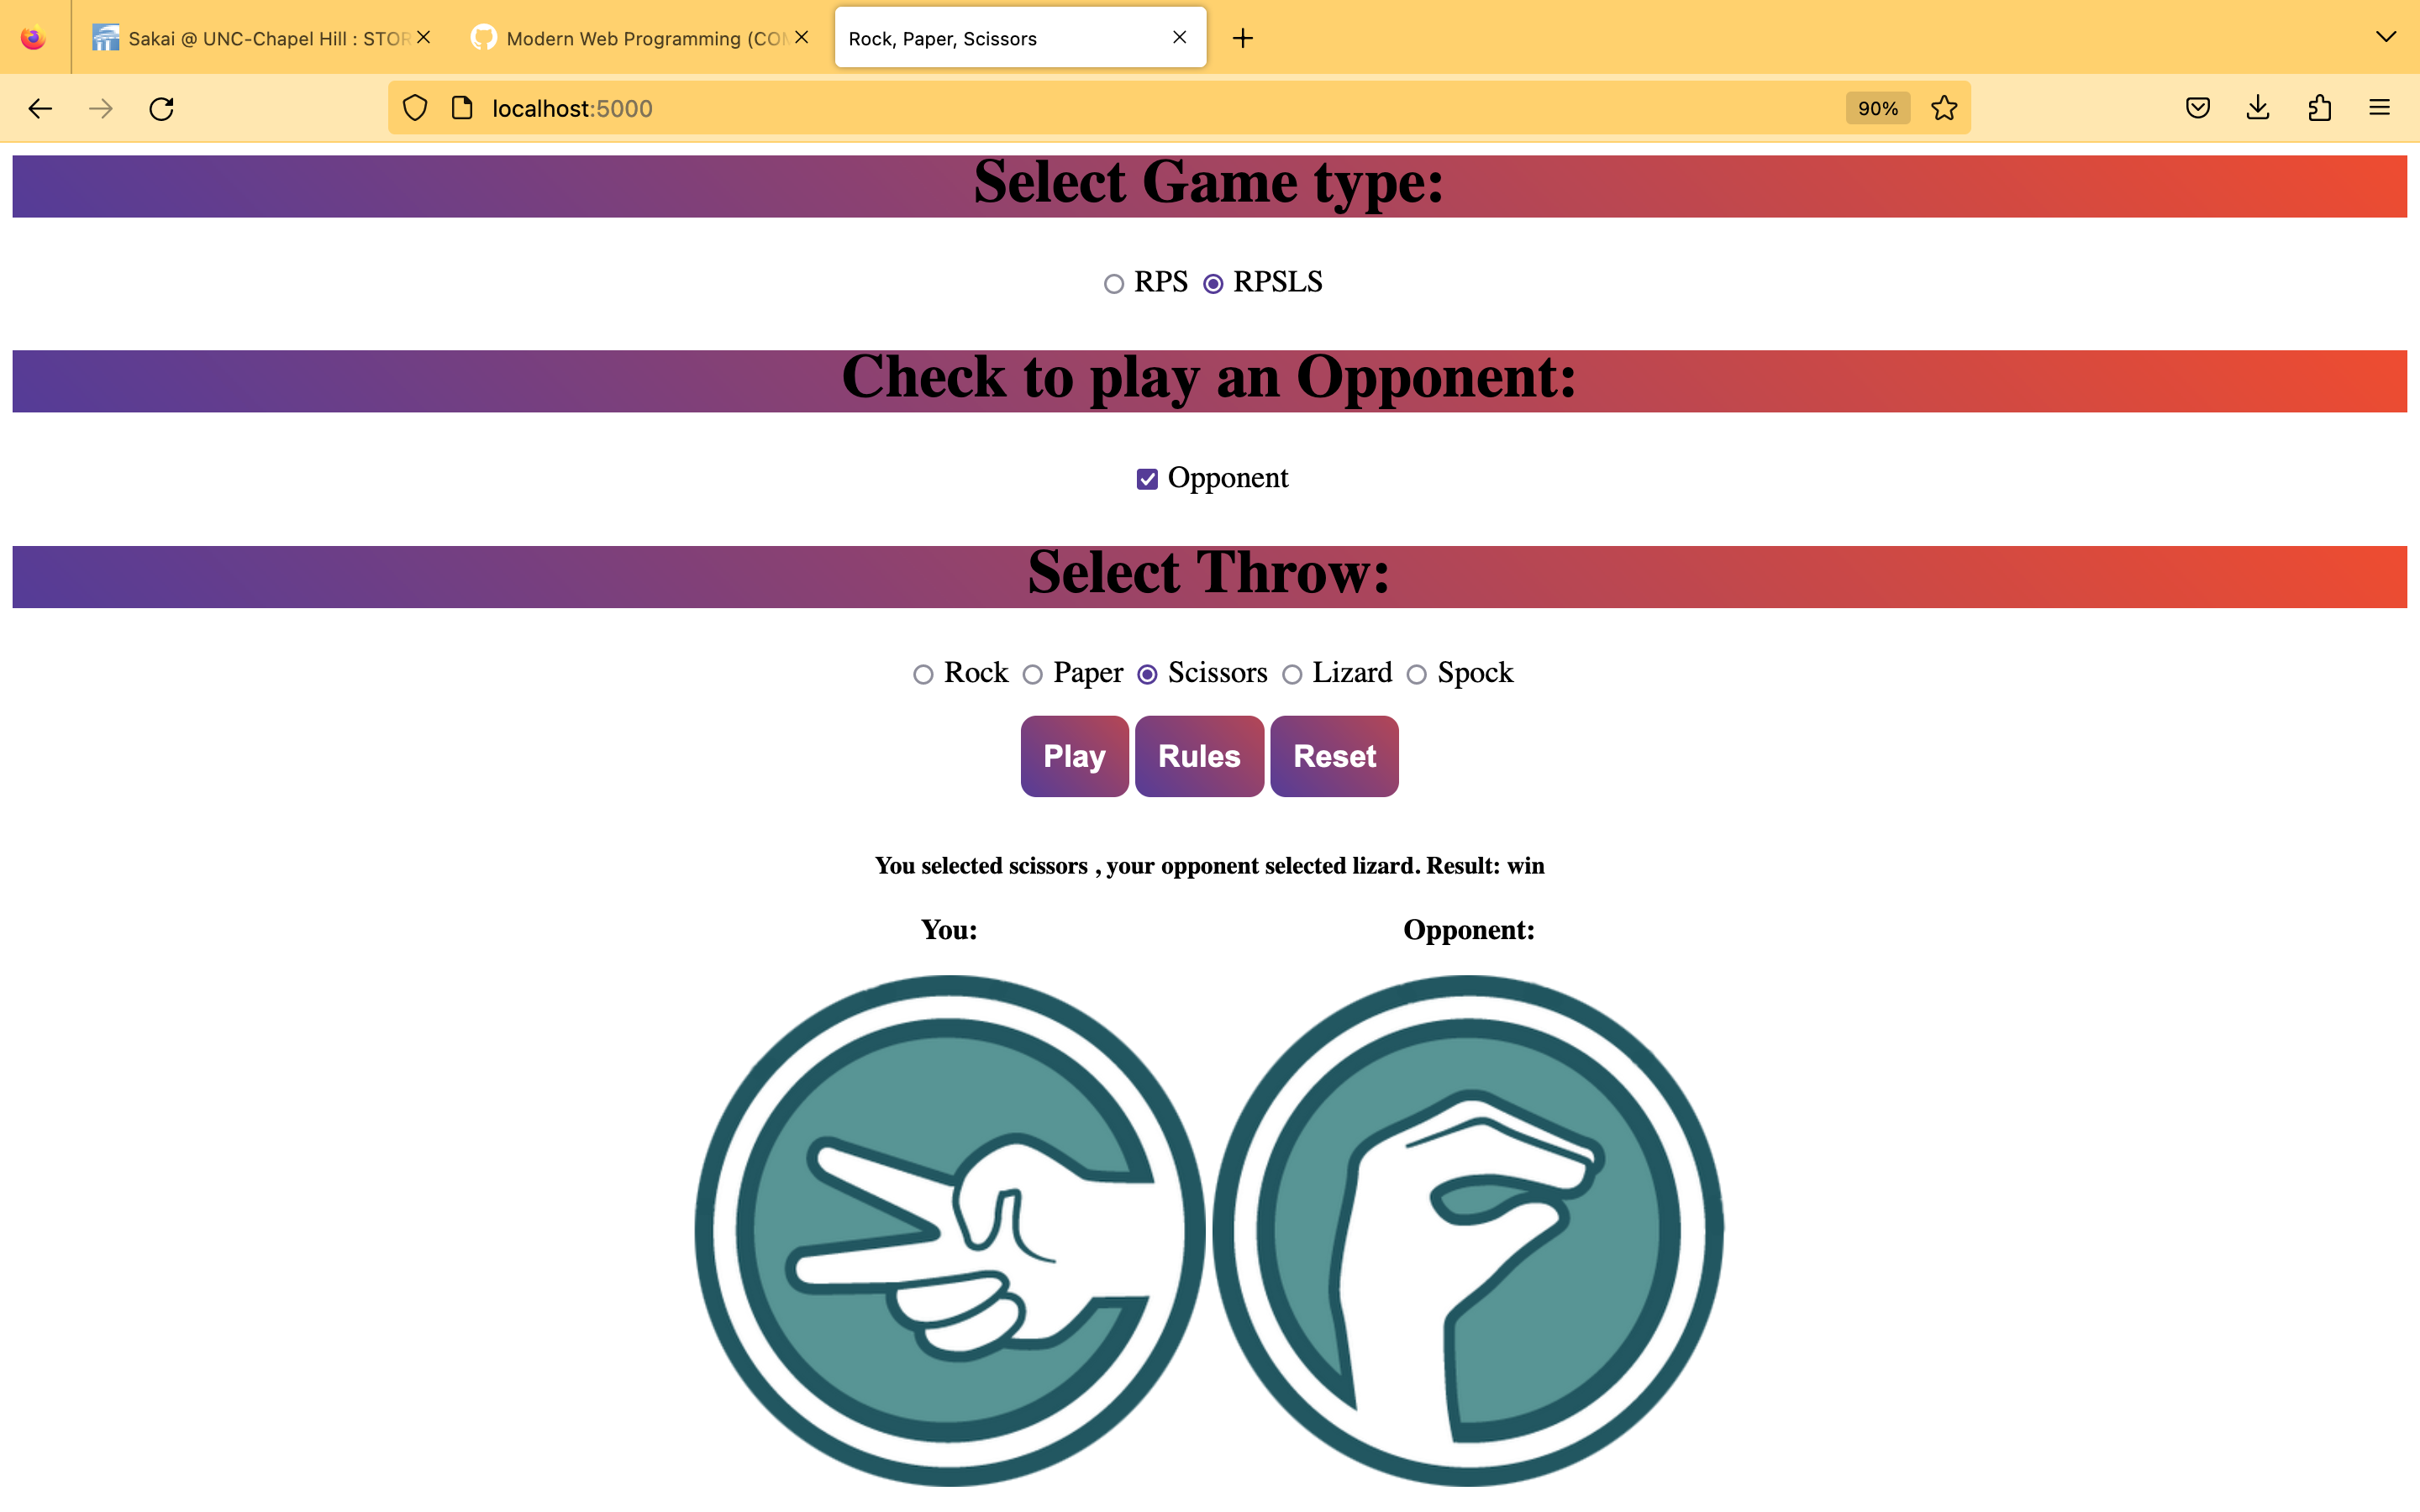 Sakai @ UNC-Chapel Hill : STOR
Modern Web Programming (COM
Rock, Paper, Scissors
localhost:5000
90%
Select Game type:
RPS RPSLS
Check to play an Opponent:
Opponent
Select Throw:
Rock Paper Scissors Lizard Spock
Play Rules Reset
You selected scissors , your opponent selected lizard. Result: win
You: Opponent: